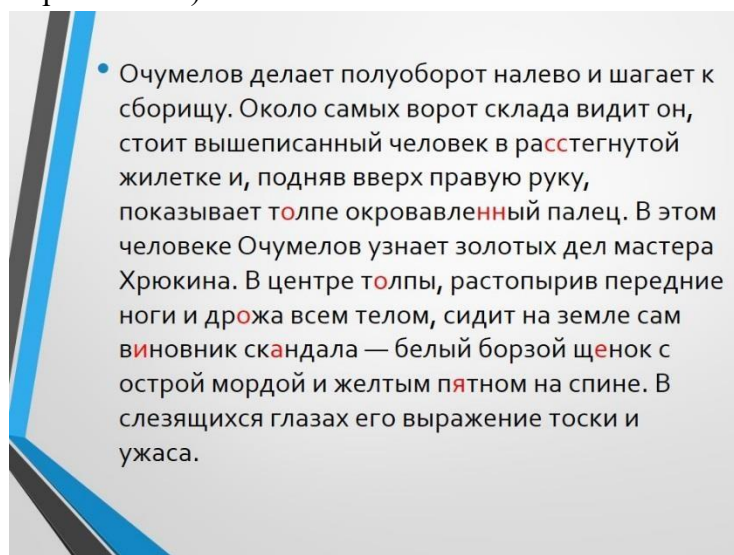 Очумелов делает полуоборот налево и шагает к
сборищу. Около самых ворот склада видит он,
стоит вышеписанный человек в расстегнутой
жилетке и, подняв вверх правую руку,
показывает толпе окровавленный палец. В этом
человеке Очумелов узнает золотых дел мастера
Хрюкина. В центре толпы, растопырив передние
ноги и дрожа всем телом, сидит на земле сам
виновник скандала — белый борзой щенок с
острой мордой и желтым пятном на спине. В
слезящихся глазах его выражение тоски и
ужаса.